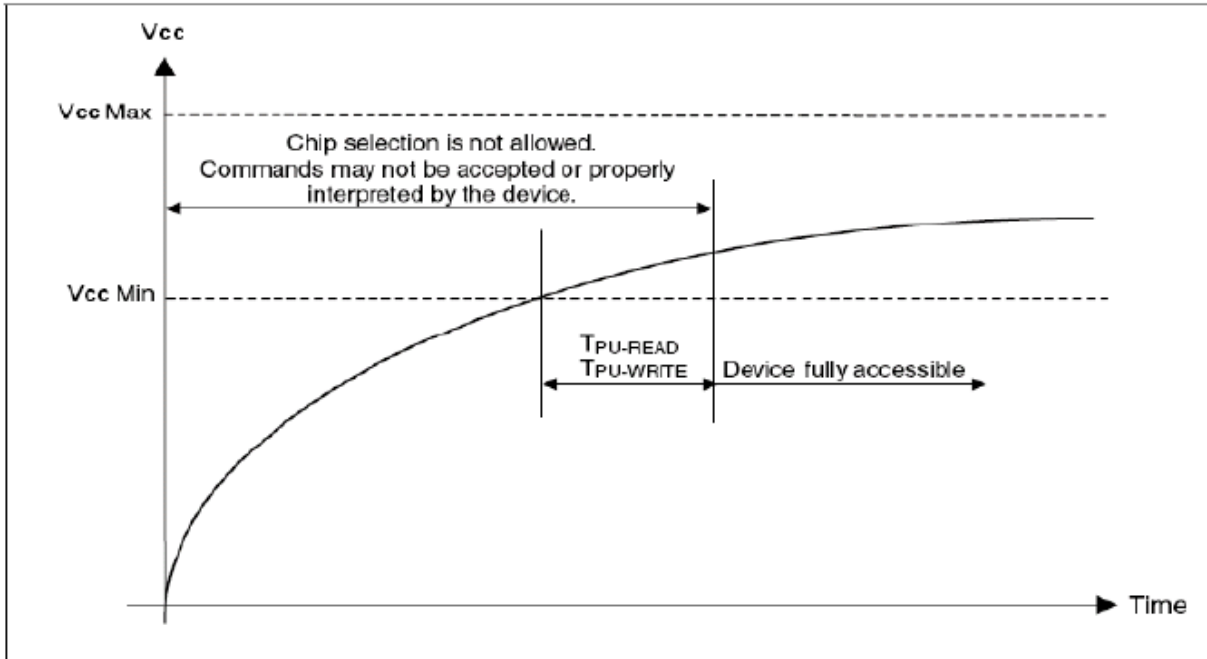 Vcc
Vcc Max
Chip selection is not allowed.
Commands may not be accepted or properly
interpreted by the device.
Vcc Min
TPU-READ
TPU-WRITE
Device fully accessible
Time